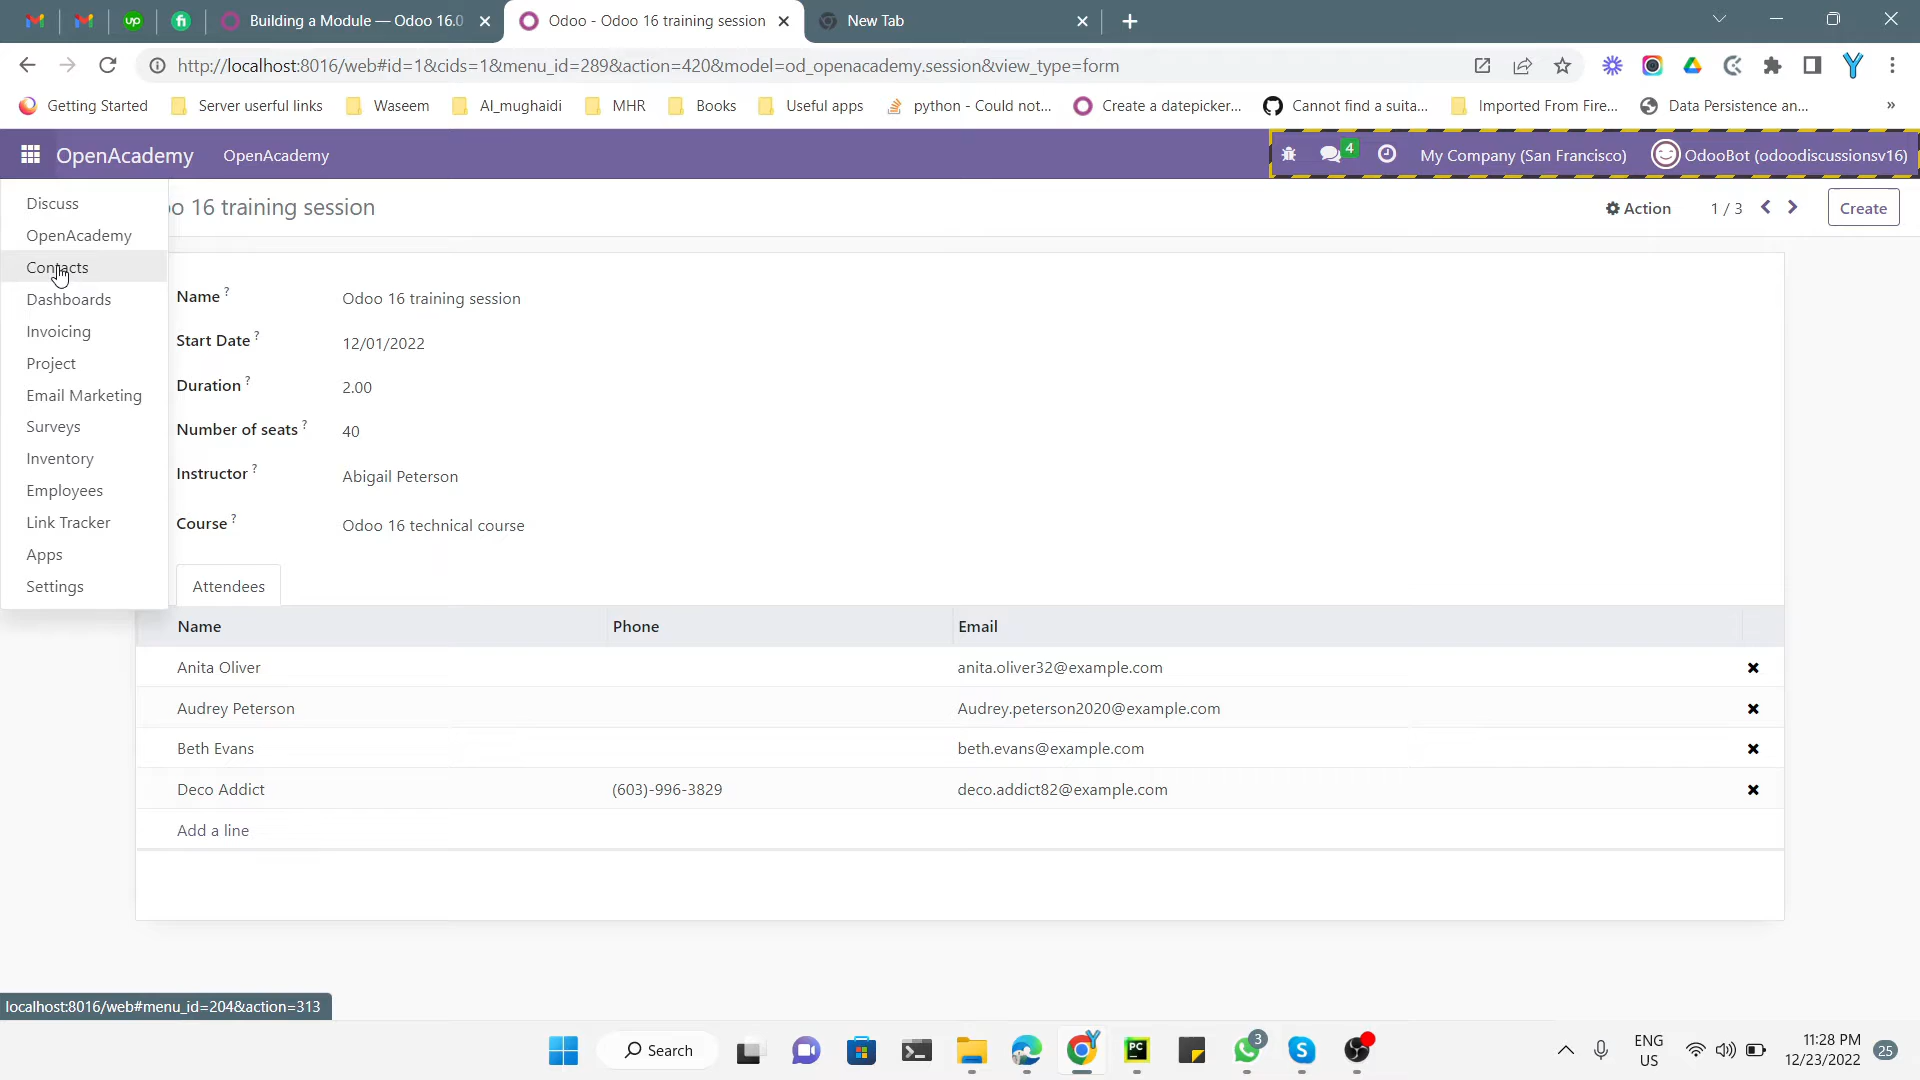 Building a Module — Odoo 16.0
Odoo - Odoo 16 training session
New Tab
http://localhost:8016/web#id=1&cids=1&menu_id=289&action=420&model=od_openacademy.session&view_type=form
Getting Started
Server useful links
Waseem
Al_mughaidi
MHR
Books
Useful apps
python - Could not...
Create a datepicker...
Cannot find a suita...
Imported From Fire...
Data Persistence an...
»
OpenAcademy
OpenAcademy
4
My Company (San Francisco)
OdooBot (odoodiscussionsv16)
oo 16 training session
Action
1 / 3
Create
Discuss
OpenAcademy
Contacts
Dashboards
Invoicing
Project
Email Marketing
Surveys
Inventory
Employees
Link Tracker
Apps
Settings
Name ?
Odoo 16 training session
Start Date ?
12/01/2022
Duration ?
2.00
Number of seats ?
40
Instructor ?
Abigail Peterson
Course ?
Odoo 16 technical course
Attendees
Name Phone Email
Anita Oliver anita.oliver32@example.com
Audrey Peterson Audrey.peterson2020@example.com
Beth Evans beth.evans@example.com
Deco Addict (603)-996-3829 deco.addict82@example.com
Add a line
localhost:8016/web#menu_id=204&action=313
Search
PC
3
ENG
US
11:28 PM
12/23/2022
25